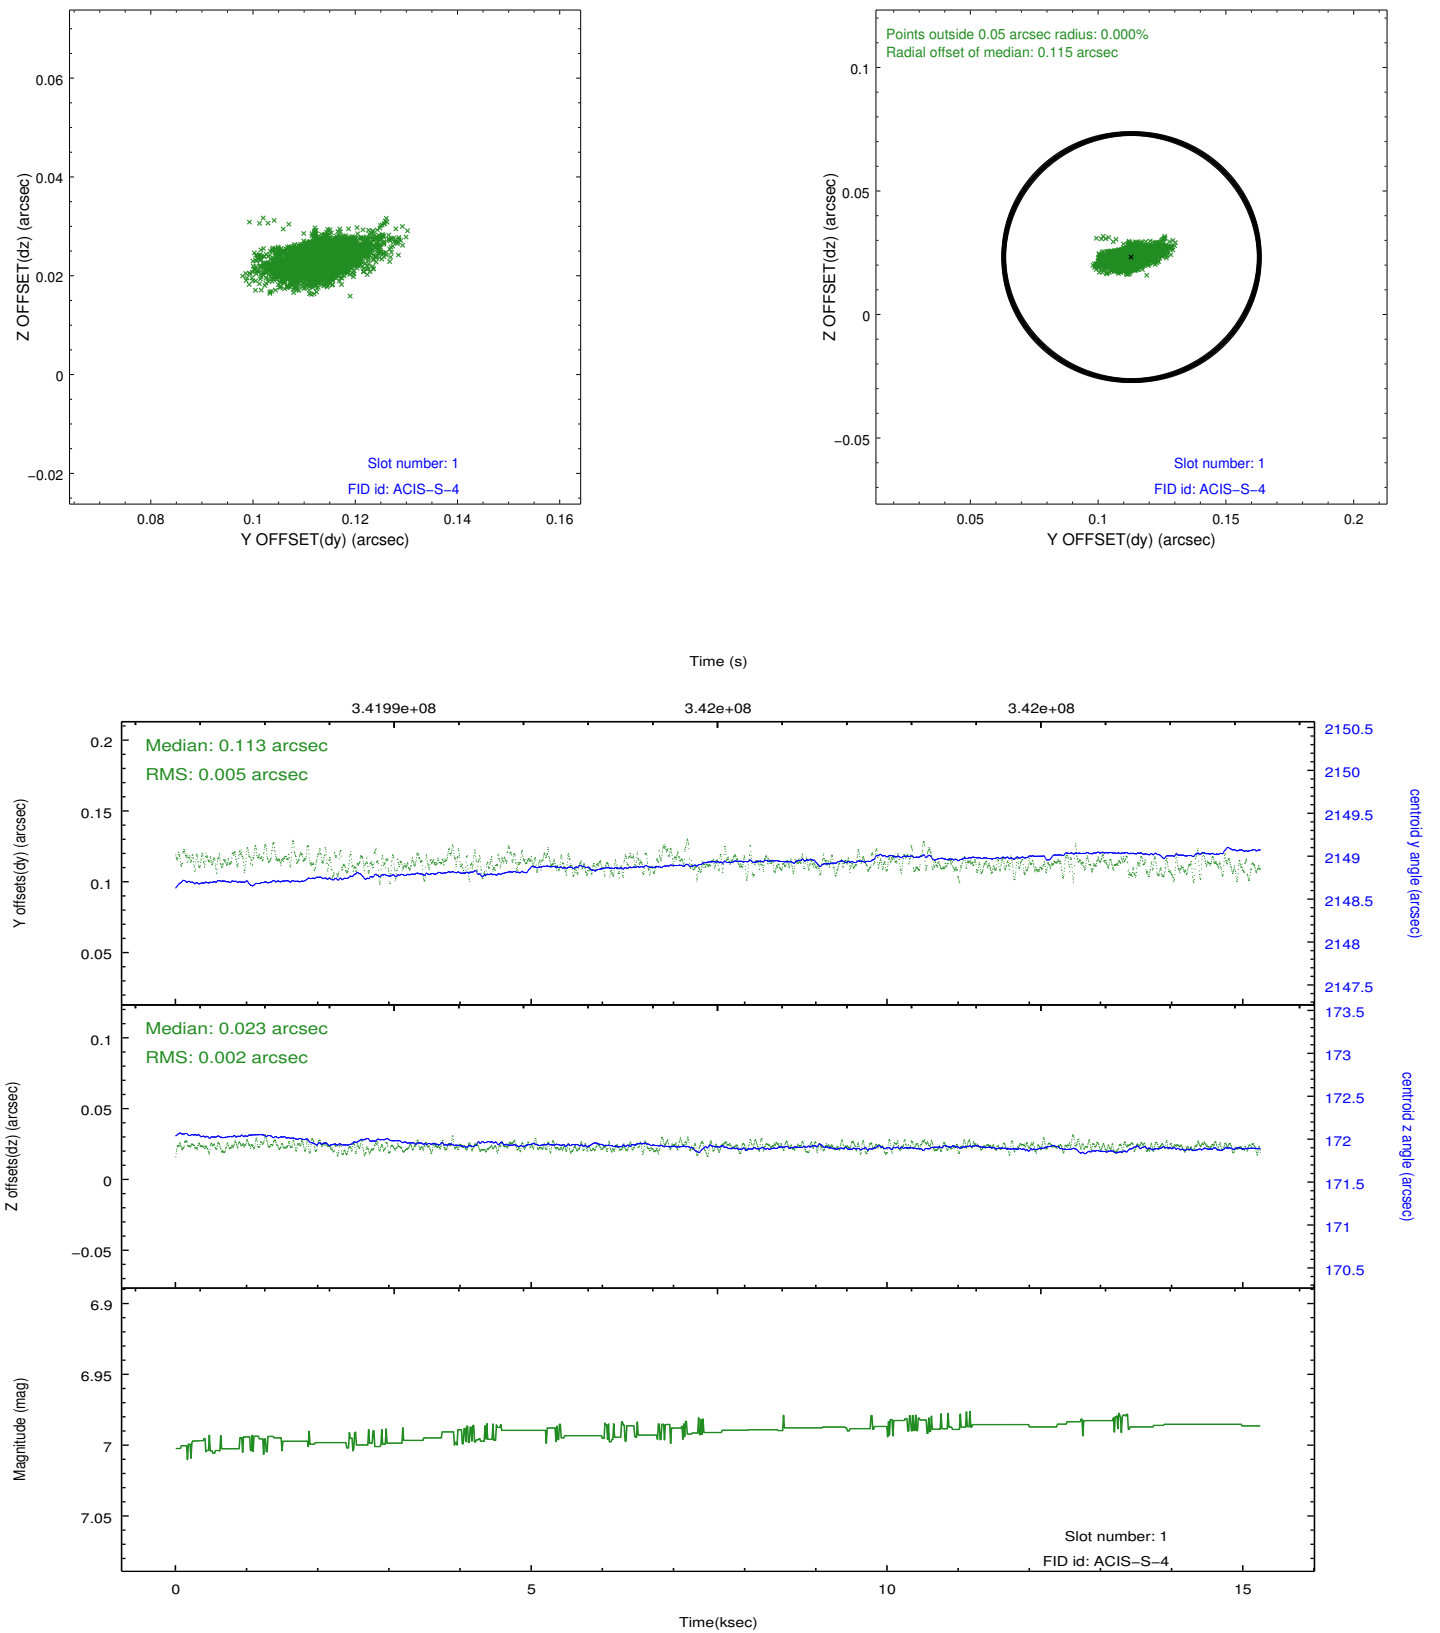 0.06
0.04
0.02
0
−0.02
Z OFFSET(dz) (arcsec)
Slot number: 1
FID id: ACIS−S−4
0.08 0.1 0.12 0.14 0.16
Y OFFSET(dy) (arcsec)
Points outside 0.05 arcsec radius: 0.000%
Radial offset of median: 0.115 arcsec
0.1
0.05
0
−0.05
Z OFFSET(dz) (arcsec)
Slot number: 1
FID id: ACIS−S−4
0.05 0.1 0.15 0.2
Y OFFSET(dy) (arcsec)
Time (s)
3.4199e+08 3.42e+08 3.42e+08
Median: 0.113 arcsec
RMS: 0.005 arcsec
0.2
0.15
0.1
0.05
Y offsets(dy) (arcsec)
2150.5
2150
2149.5
2149
2148.5
2148
2147.5
centroid y angle (arcsec)
Median: 0.023 arcsec
RMS: 0.002 arcsec
0.1
0.05
0
−0.05
Z offsets(dz) (arcsec)
173.5
173
172.5
172
171.5
171
170.5
centroid z angle (arcsec)
6.9
6.95
7
7.05
Magnitude (mag)
Slot number: 1
FID id: ACIS−S−4
0 5 10 15
Time(ksec)